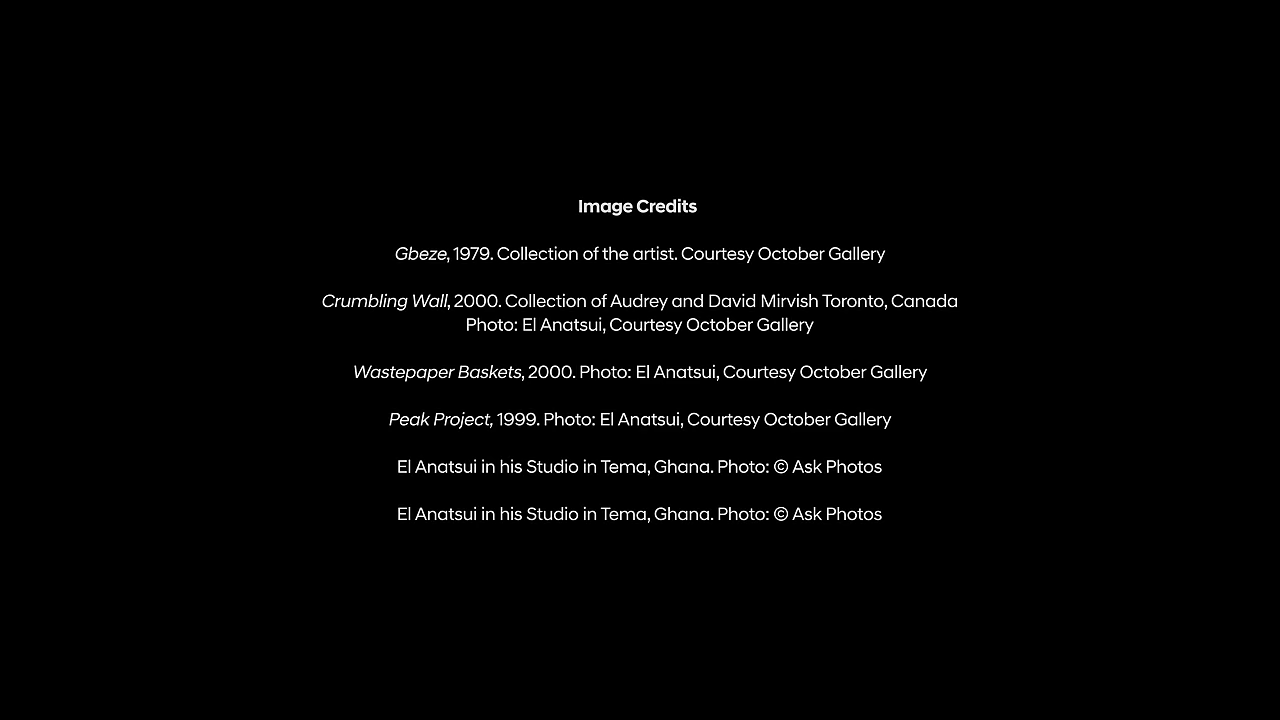 Image Credits
Gbeze, 1979. Collection of the artist. Courtesy October Gallery
Crumbling Wall, 2000. Collection of Audrey and David Mirvish Toronto, Canada
Photo: El Anatsui, Courtesy October Gallery
Wastepaper Baskets, 2000. Photo: El Anatsui, Courtesy October Gallery
Peak Project, 1999. Photo: El Anatsui, Courtesy October Gallery
El Anatsui in his Studio in Tema, Ghana. Photo: © Ask Photos
El Anatsui in his Studio in Tema, Ghana. Photo: © Ask Photos